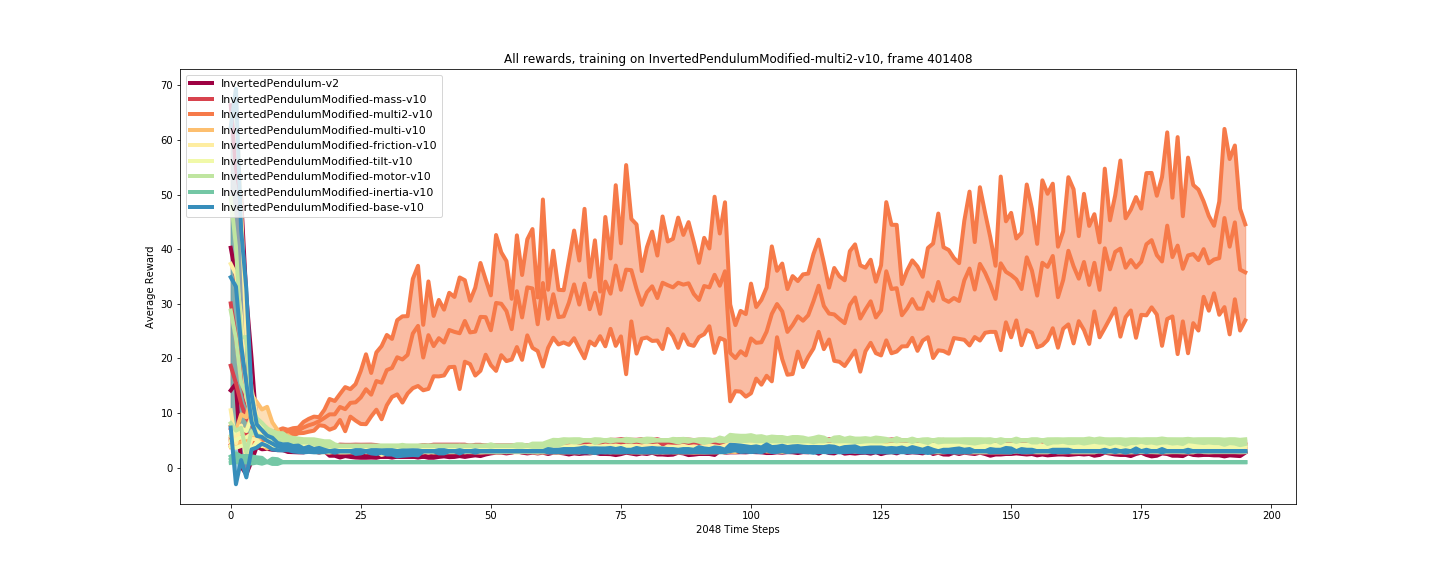 All rewards, training on InvertedPendulumModified-multi2-v10, frame 401408
InvertedPendulum-v2
InvertedPendulumModified-mass-v10
InvertedPendulumModified-multi2-v10
InvertedPendulumModified-multi-v10
InvertedPendulumModified-friction-v10
InvertedPendulumModified-tilt-v10
InvertedPendulumModified-motor-v10
InvertedPendulumModified-inertia-v10
InvertedPendulumModified-base-v10
Average Reward
70
60
50
40
30
20
10
0
0 25 50 75 100 125 150 175 200
2048 Time Steps